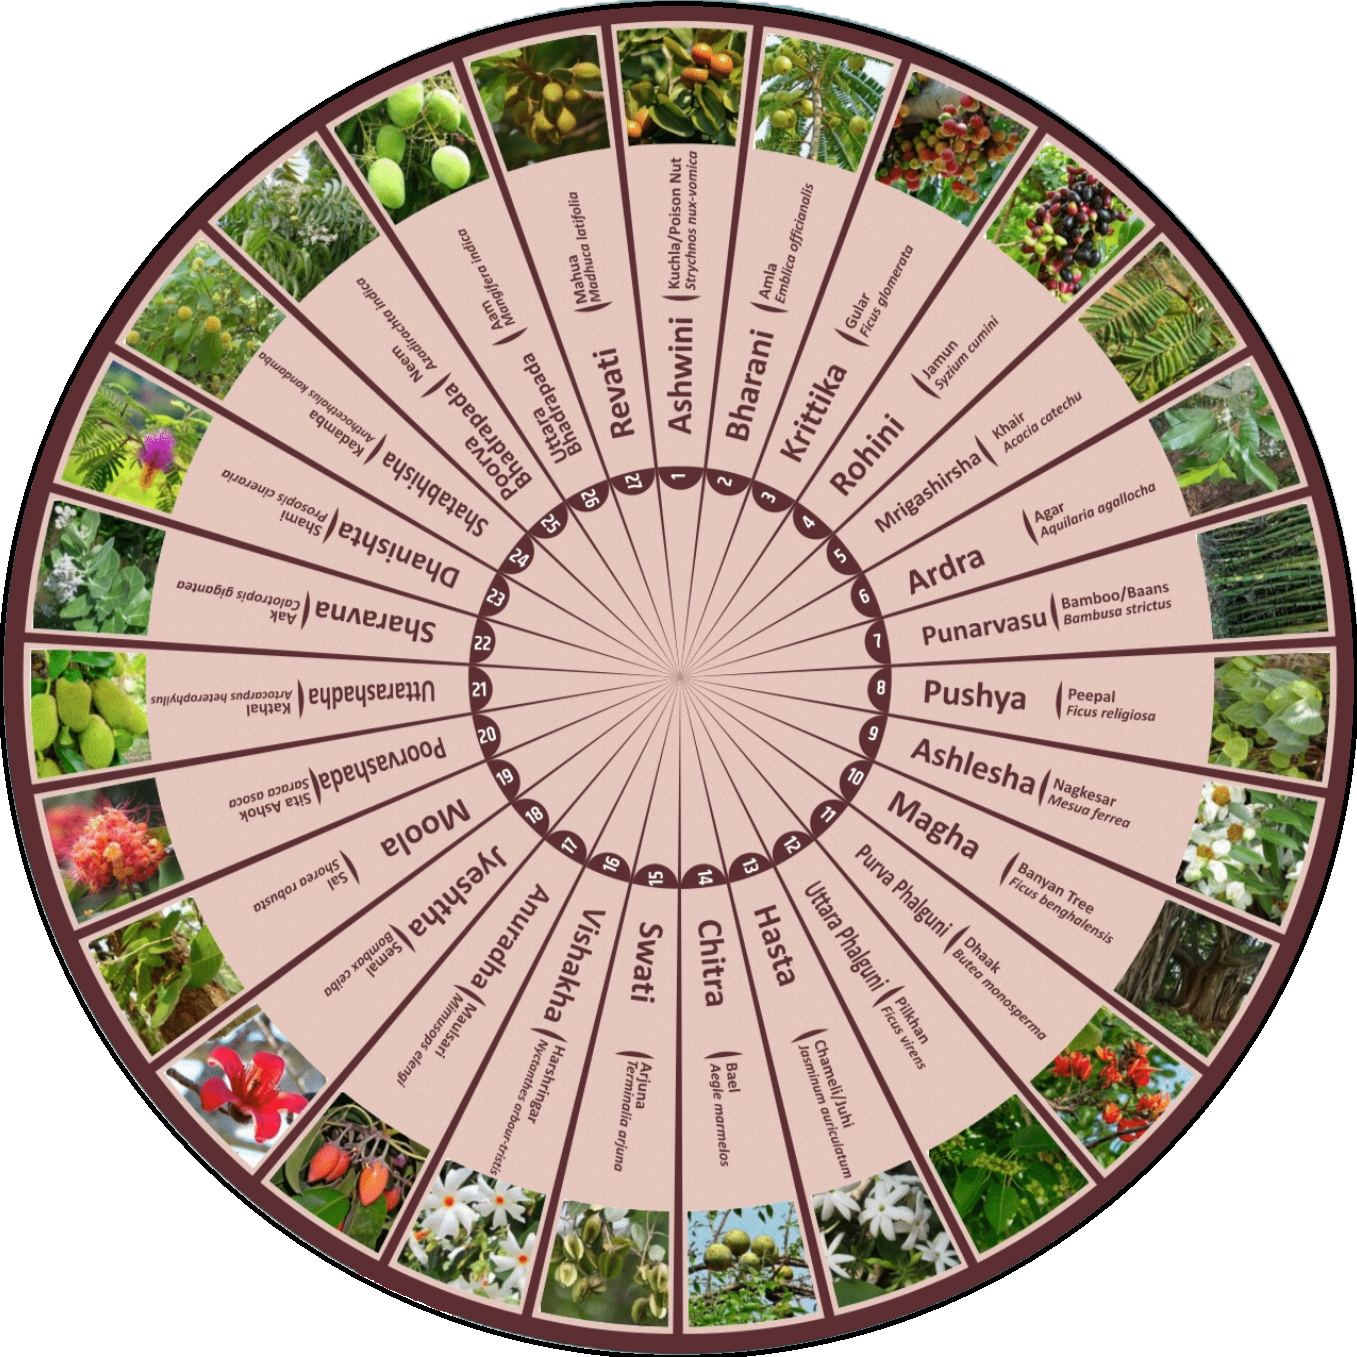 1
Ashwini
Kuchla/Poison Nut
Strychnos nux-vomica
2
Bharani
Amla
Emblica officianalis
3
Krittika
Gular
Ficus glomerata
4
Rohini
Jamun
Syzium cumini
5
Mrigashirsha
Khair
Acacia catechu
6
Ardra
Agar
Aquilaria agallocha
7
Punarvasu
Bamboo/Baans
Bambusa strictus
8
Pushya
Peepal
Ficus religiosa
9
Ashlesha
Nagkesar
Mesua ferrea
10
Magha
Banyan Tree
Ficus benghalensis
11
Purva Phalguni
Dhaak
Butea monosperma
12
Uttara Phalguni
Pilkhan
Ficus virens
13
Hasta
Chameli/Juhi
Jasminum auriculatum
14
Chitra
Bael
Aegle marmelos
15
Swati
Arjuna
Terminalia arjuna
16
Vishakha
Harshringar
Nyctanthes arbour-tristis
17
Anuradha
Maulsari
Mimusops elengi
18
Jyeshtha
Semal
Bombax ceiba
19
Moola
Sal
Shorea robusta
20
Poorvashada
Sita Ashok
Saraca asoca
21
Uttarashadha
Kathal
Artocarpus heterophyllus
22
Sharavna
Aak
Calotropis gigantea
23
Dhanishta
Shami
Prosopis cineraria
24
Shatabhisha
Kadamba
Anthocethalus kandamba
25
Poorva
Bhadrapada
Neem
Azadirachta indica
26
Uttara
Bhadrapada
Aam
Mangifera indica
27
Revati
Mahua
Madhuca latifolia